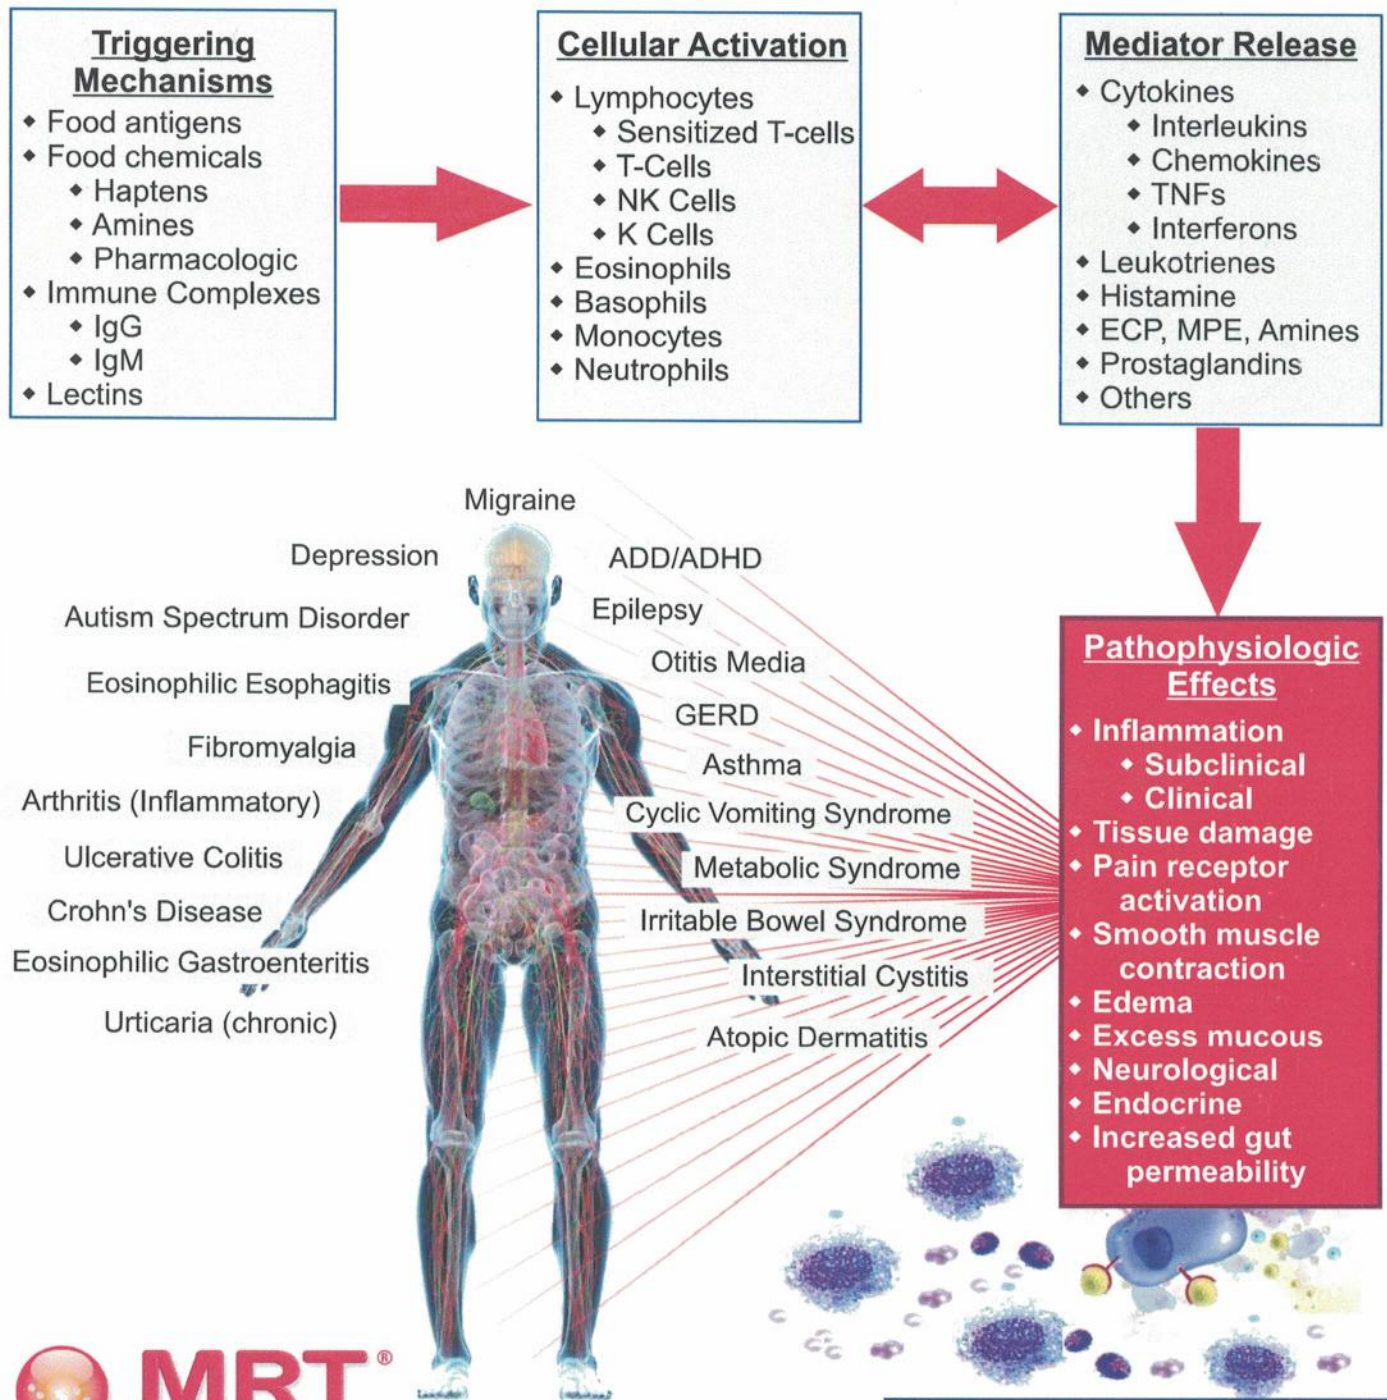 Triggering
Mechanisms
◆ Food antigens
◆ Food chemicals
◆ Haptens
◆ Amines
◆ Pharmacologic
◆ Immune Complexes
◆ IgG
◆ IgM
◆ Lectins
Cellular Activation
◆ Lymphocytes
◆ Sensitized T-cells
◆ T-Cells
◆ NK Cells
◆ K Cells
◆ Eosinophils
◆ Basophils
◆ Monocytes
◆ Neutrophils
Mediator Release
◆ Cytokines
◆ Interleukins
◆ Chemokines
◆ TNFs
◆ Interferons
◆ Leukotrienes
◆ Histamine
◆ ECP, MPE, Amines
◆ Prostaglandins
◆ Others
Migraine
Depression
Autism Spectrum Disorder
Eosinophilic Esophagitis
Fibromyalgia
Arthritis (Inflammatory)
Ulcerative Colitis
Crohn's Disease
Eosinophilic Gastroenteritis
Urticaria (chronic)
ADD/ADHD
Epilepsy
Otitis Media
GERD
Asthma
Cyclic Vomiting Syndrome
Metabolic Syndrome
Irritable Bowel Syndrome
Interstitial Cystitis
Atopic Dermatitis
Pathophysiologic
Effects
◆ Inflammation
◆ Subclinical
◆ Clinical
◆ Tissue damage
◆ Pain receptor
activation
◆ Smooth muscle
contraction
◆ Edema
◆ Excess mucous
◆ Neurological
◆ Endocrine
◆ Increased gut
permeability
MRT®